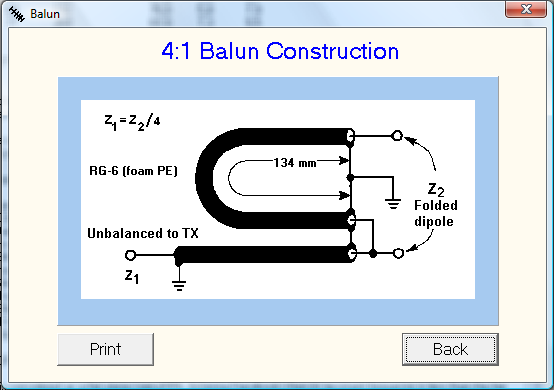 Balun
4:1 Balun Construction
Z1=Z2/4
134 mm
RG-6 (foam PE)
Z2
Folded
dipole
Unbalanced to TX
Z1
Print
Back